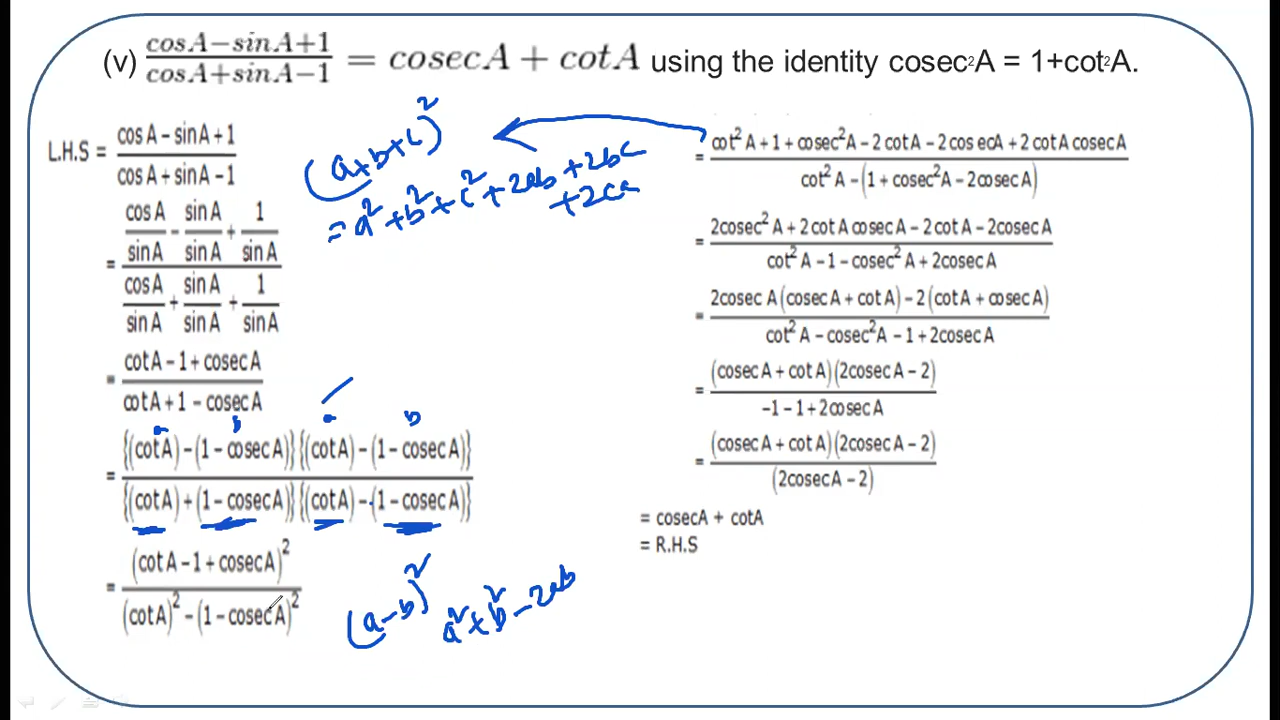 (v) cosA−sinA+1 / cosA+sinA−1 = cosecA + cotA using the identity cosec²A = 1+cot²A.
L.H.S = cos A − sin A + 1 / cos A + sin A − 1
= cos A/sin A − sin A/sin A + 1/sin A / cos A/sin A + sin A/sin A + 1/sin A
= cot A − 1 + cosec A / cot A + 1 − cosec A
a b a b
= {(cot A) − (1 − cosec A)}{(cot A) − (1 − cosec A)} / {(cot A) + (1 − cosec A)}{(cot A) − (1 − cosec A)}
= (cot A − 1 + cosec A)² / (cot A)² − (1 − cosec A)²
(a+b+c)²
= a² + b² + c² + 2ab + 2bc
+ 2ca
(a−b)² a² + b² − 2ab
= cot² A + 1 + cosec² A − 2 cot A − 2 cos ecA + 2 cot A cosec A / cot² A − (1 + cosec² A − 2cosec A)
= 2cosec² A + 2 cot A cosec A − 2 cot A − 2cosec A / cot² A − 1 − cosec² A + 2cosec A
= 2cosec A (cosec A + cot A) − 2 (cot A + cosec A) / cot² A − cosec² A − 1 + 2cosec A
= (cosec A + cot A)(2cosec A − 2) / -1 − 1 + 2cosec A
= (cosec A + cot A)(2cosec A − 2) / (2cosec A − 2)
= cosecA + cotA
= R.H.S